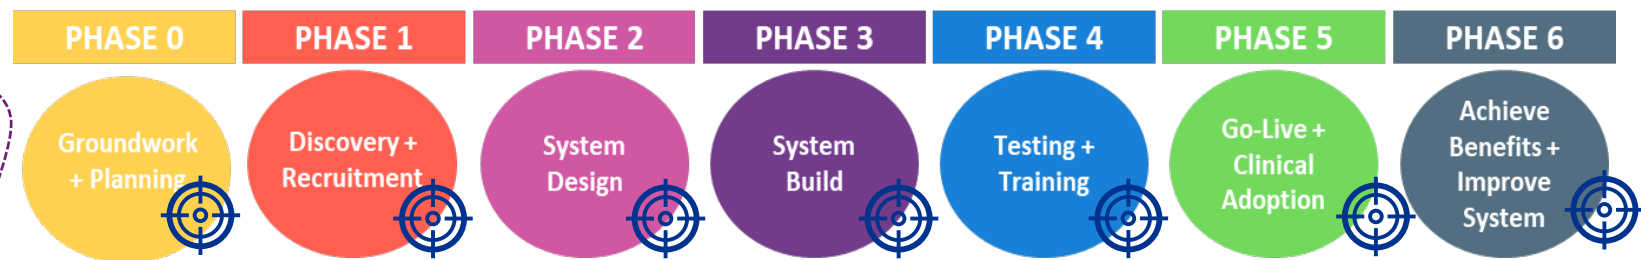 PHASE 0
PHASE 1
PHASE 2
PHASE 3
PHASE 4
PHASE 5
PHASE 6
Groundwork
+ Planning
Discovery +
Recruitment
System
Design
System
Build
Testing +
Training
Go-Live +
Clinical
Adoption
Achieve
Benefits +
Improve
System